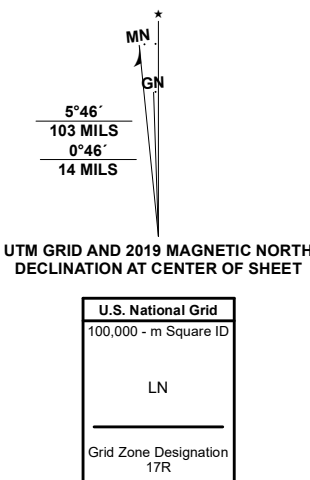 ★
MN
GN
5°46´
103 MILS
0°46´
14 MILS
UTM GRID AND 2019 MAGNETIC NORTH
DECLINATION AT CENTER OF SHEET
U.S. National Grid
100,000 - m Square ID
LN
Grid Zone Designation
17R